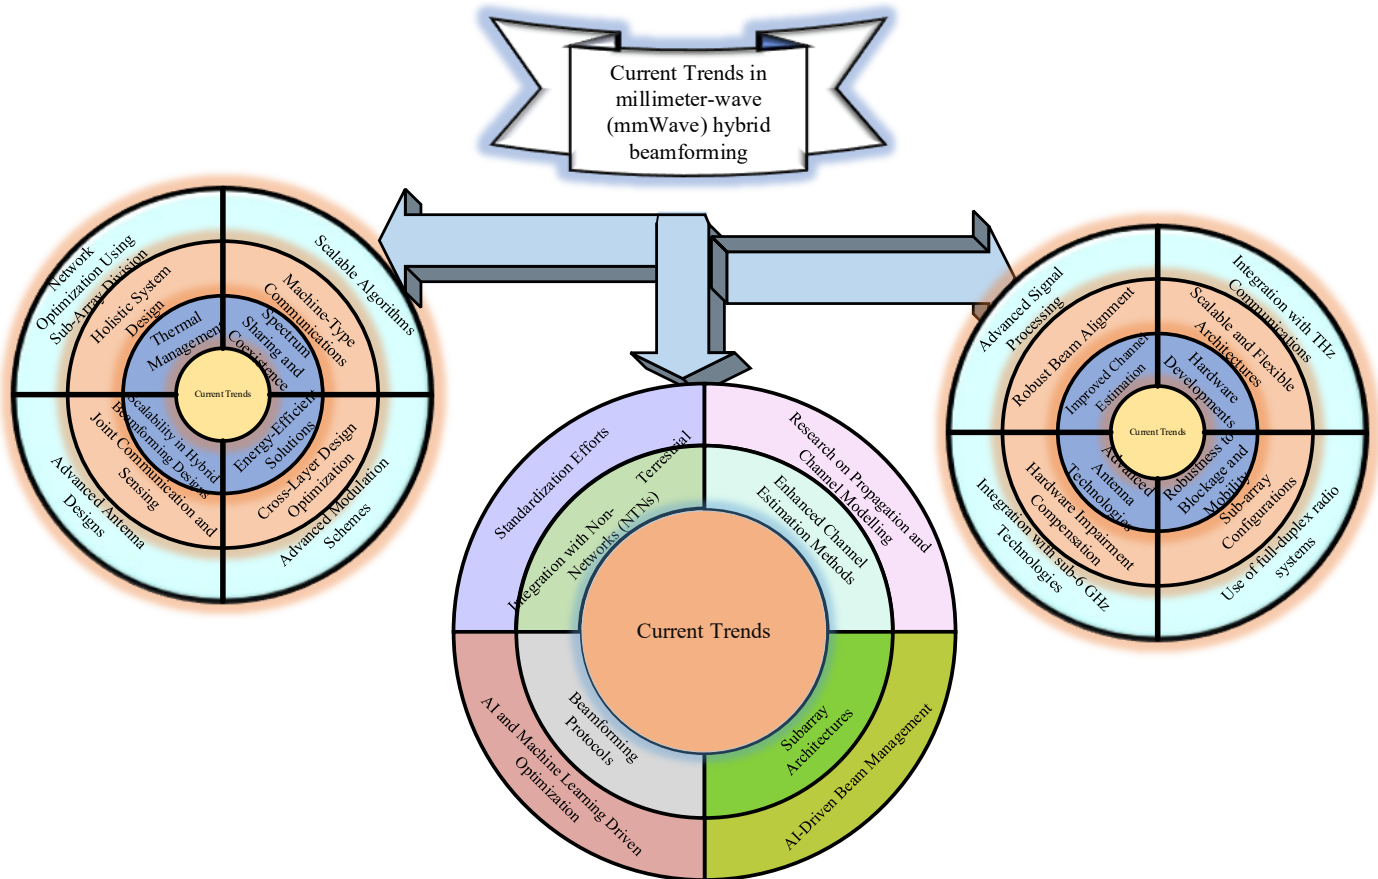 Current Trends in
millimeter-wave
(mmWave) hybrid
beamforming
Network
Optimization Using
Sub-Array Division
Scalable Algorithms
Holistic System
Design
Machine-Type
Communications
Thermal
Management
Spectrum
Sharing and
Coexistence
Current Trends
Scalability in Hybrid
Beamforming Designs
Energy-Efficient
Solutions
Joint Communication and
Sensing
Cross-Layer Design
Optimization
Advanced Antenna
Designs
Advanced Modulation
Schemes
Standardization Efforts
Research on Propagation and
Channel Modelling
Integration with Non-
Terrestrial
Networks (NTNs)
Enhanced Channel
Estimation Methods
Current Trends
Beamforming
Protocols
Subarray
Architectures
AI and Machine Learning Driven
Optimization
AI-Driven Beam Management
Advanced Signal
Processing
Integration with THz
Communications
Robust Beam Alignment
Scalable and Flexible
Architectures
Improved Channel
Estimation
Hardware
Developments
Current Trends
Advanced
Antenna
Technologies
Robustness to
Blockage and
Mobility
Hardware Impairment
Compensation
Sub-array
Configurations
Integration with sub-6 GHz
Technologies
Use of full-duplex radio
systems